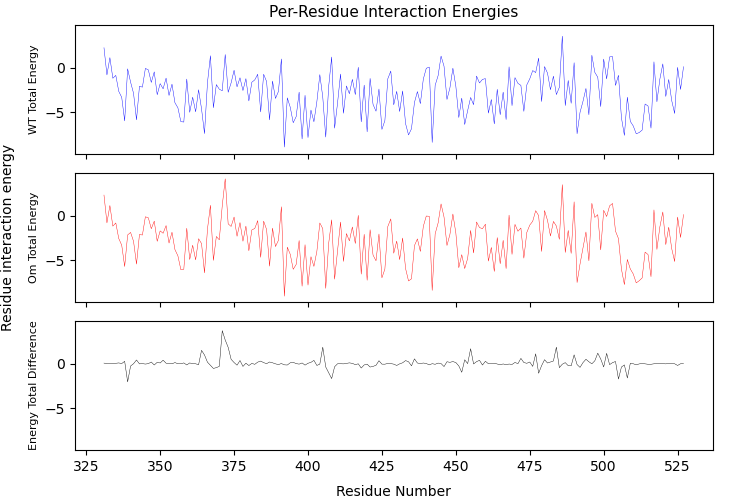 Per-Residue Interaction Energies
Residue interaction energy
WT Total Energy
0
−5
Om Total Energy
0
−5
Energy Total Difference
0
−5
325 350 375 400 425 450 475 500 525
Residue Number